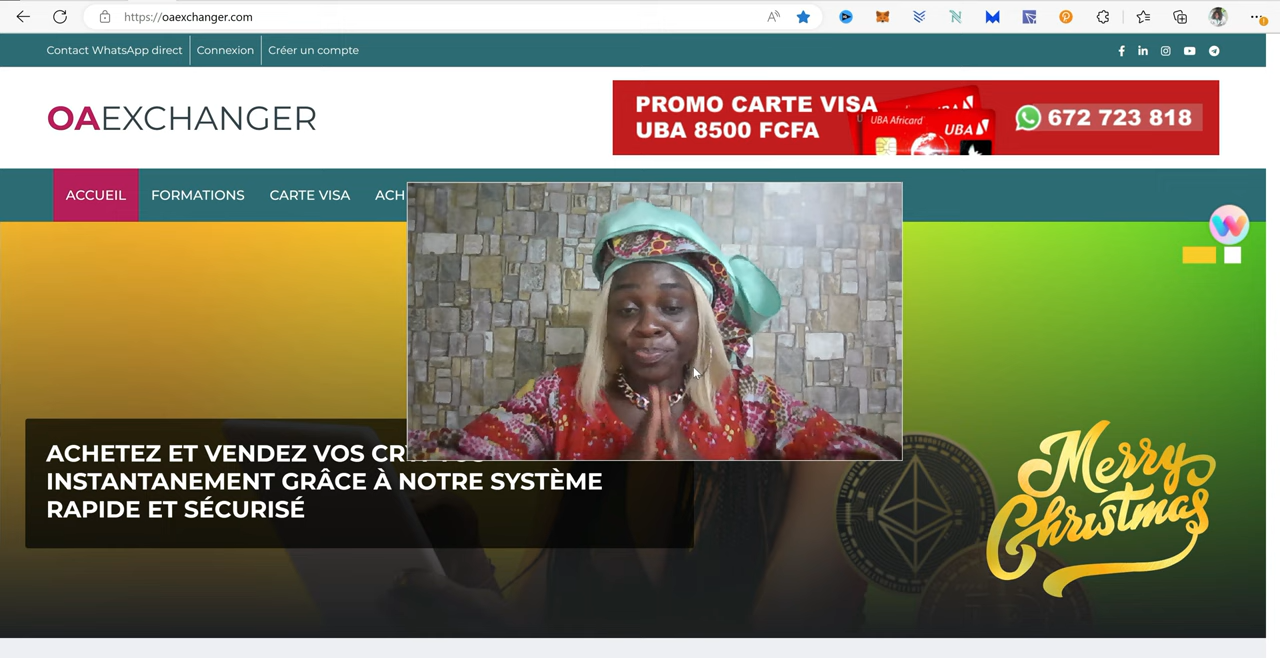 https://oaexchanger.com
Contact WhatsApp direct
Connexion
Créer un compte
OAEXCHANGER
PROMO CARTE VISA
UBA 8500 FCFA
UBA Africard
UBA
672 723 818
ACCUEIL
FORMATIONS
CARTE VISA
ACH
ACHETEZ ET VENDEZ VOS
INSTANTANEMENT GRÂCE À NOTRE SYSTÈME
RAPIDE ET SÉCURISÉ
Merry
Christmas